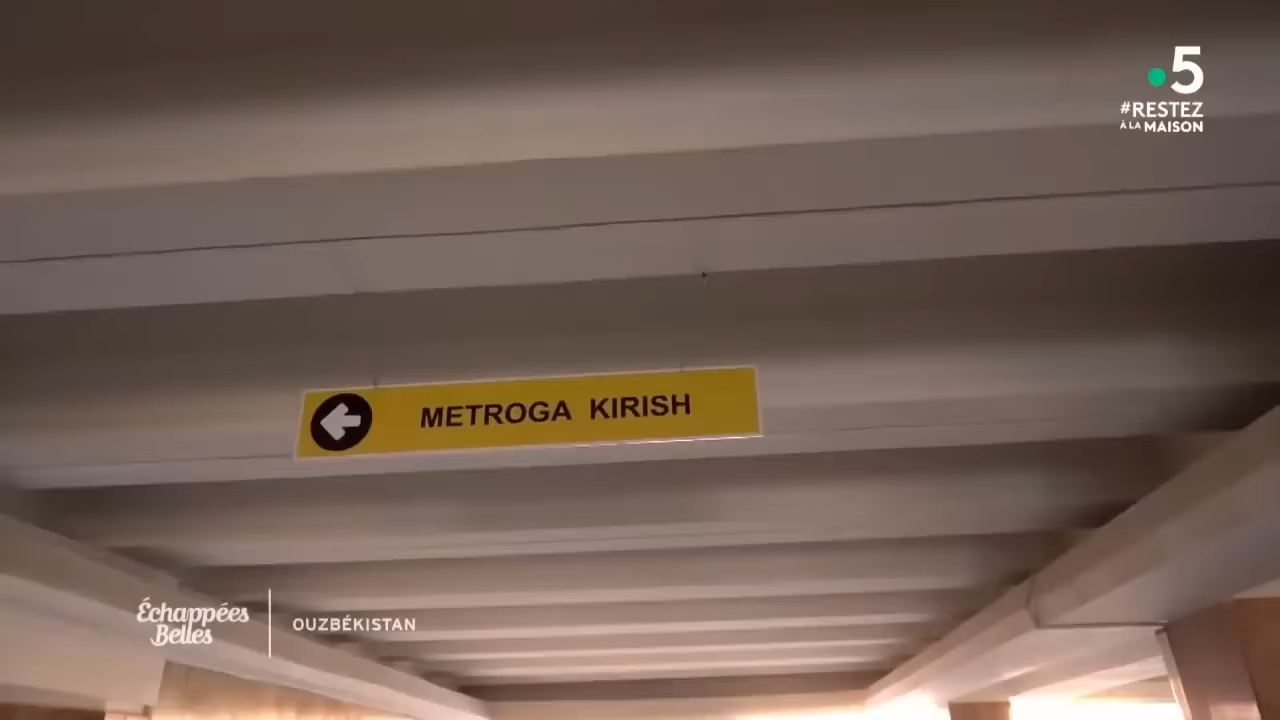 5
#RESTEZ
À LA MAISON
METROGA KIRISH
Échappées
Belles
OUZBÉKISTAN